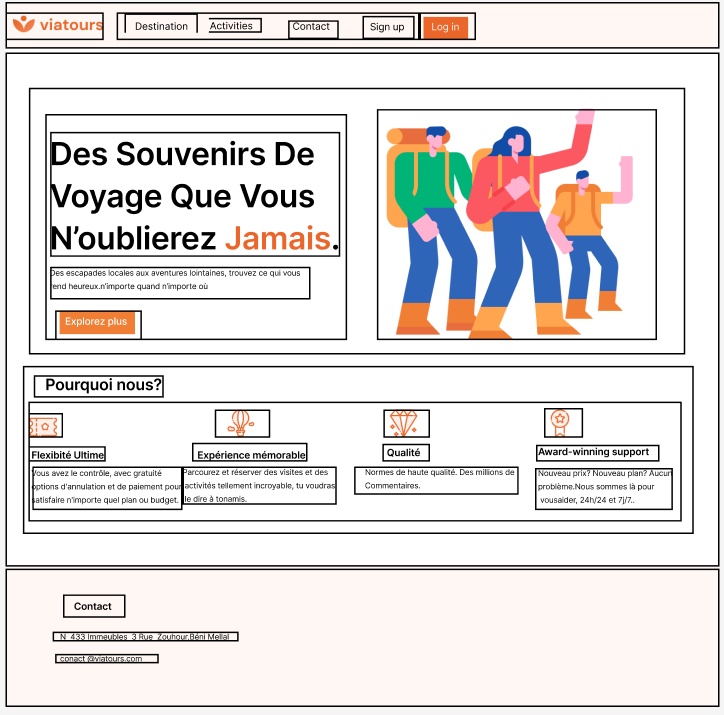 viatours
Destination
Activities
Contact
Sign up
Log in
Des Souvenirs De
Voyage Que Vous
N'oublierez Jamais.
Des escapades locales aux aventures lointaines, trouvez ce qui vous
rend heureux.n'importe quand n'importe où
Explorez plus
Pourquoi nous?
Flexibité Ultime
Vous avez le contrôle, avec gratuité
options d'annulation et de paiement pour
satisfaire n'importe quel plan ou budget.
Expérience mémorable
Parcourez et réserver des visites et des
activités tellement incroyable, tu voudras
le dire à tonamis.
Qualité
Normes de haute qualité. Des millions de
Commentaires.
Award-winning support
Nouveau prix? Nouveau plan? Aucun
problème.Nous sommes là pour
vousaider, 24h/24 et 7j/7..
Contact
N 433 Immeubles 3 Rue Zouhour,Béni Mellal
conact @viatours.com